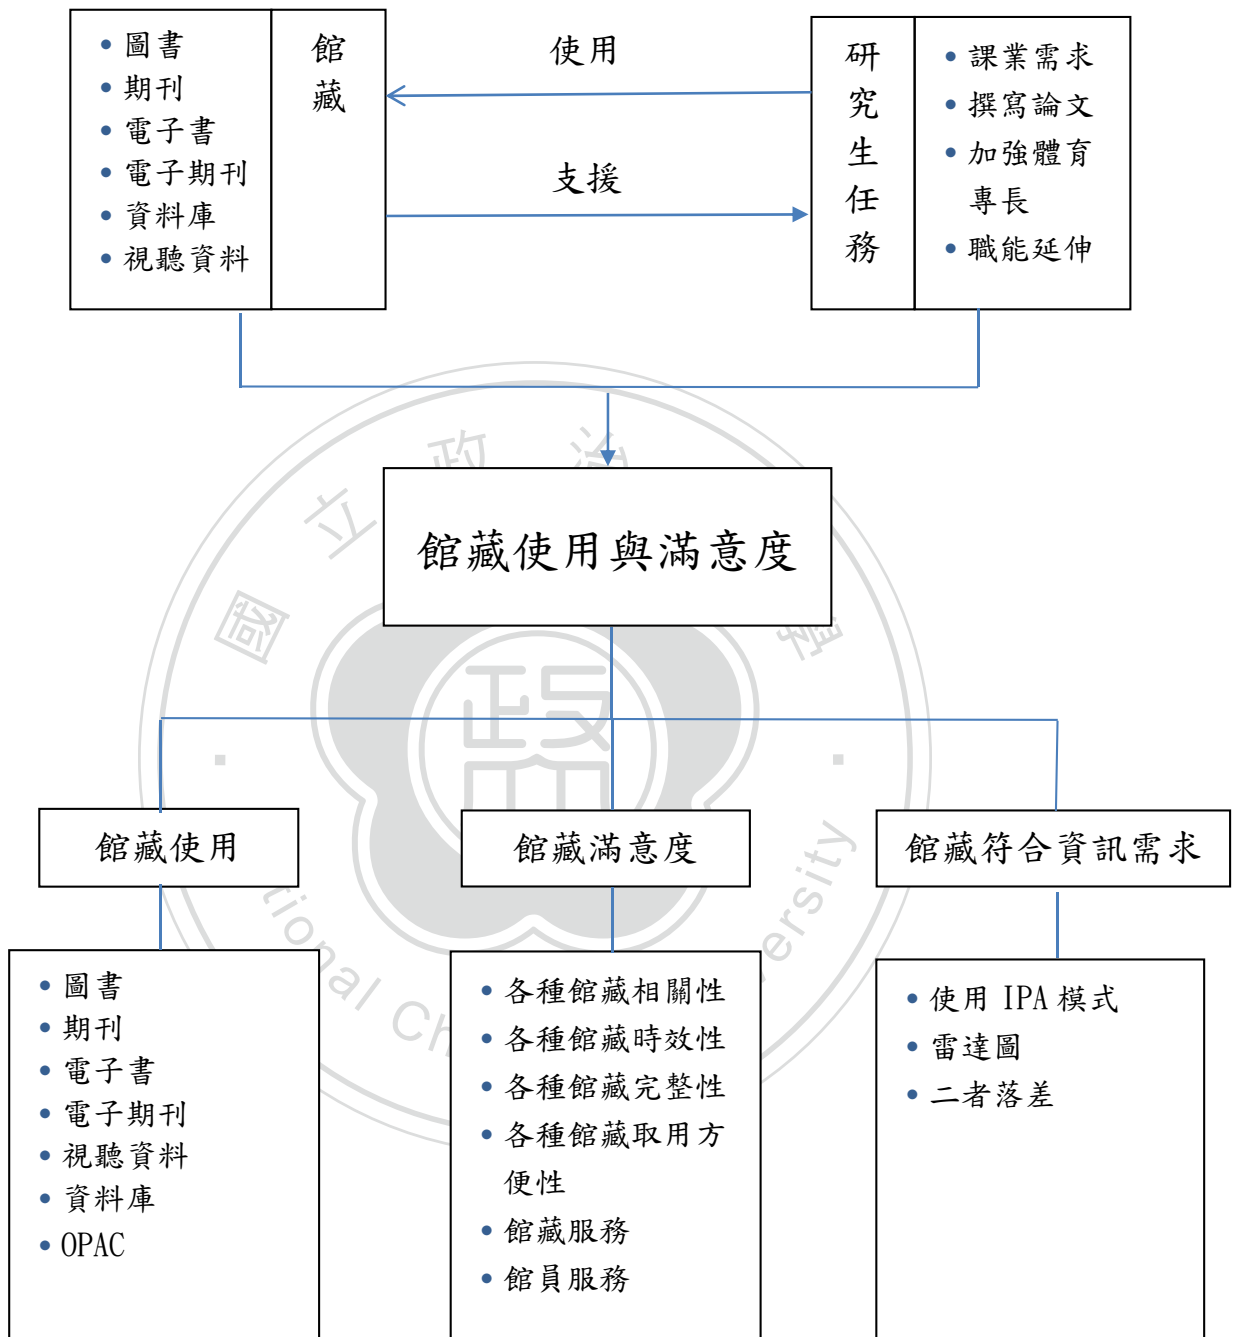 • 圖書
• 期刊
• 電子書
• 電子期刊
• 資料庫
• 視聽資料
館藏
使用
支援
研究生任務
• 課業需求
• 撰寫論文
• 加強體育
專長
• 職能延伸
館藏使用與滿意度
館藏使用
館藏滿意度
館藏符合資訊需求
• 圖書
• 期刊
• 電子書
• 電子期刊
• 視聽資料
• 資料庫
• OPAC
• 各種館藏相關性
• 各種館藏時效性
• 各種館藏完整性
• 各種館藏取用方
便性
• 館藏服務
• 館員服務
• 使用 IPA 模式
• 雷達圖
• 二者落差
國立政
政